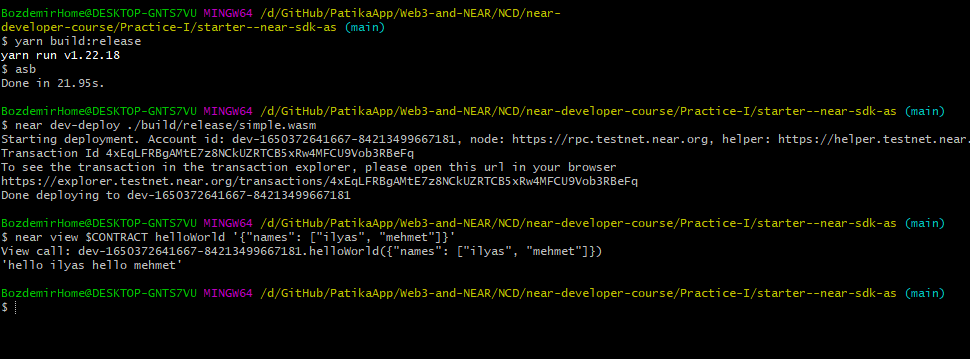 BozdemirHome@DESKTOP-GNTS7VU MINGW64 /d/GitHub/PatikaApp/Web3-and-NEAR/NCD/near-
developer-course/Practice-I/starter--near-sdk-as (main)
$ yarn build:release
yarn run v1.22.18
$ asb
Done in 21.95s.
BozdemirHome@DESKTOP-GNTS7VU MINGW64 /d/GitHub/PatikaApp/Web3-and-NEAR/NCD/near-developer-course/Practice-I/starter--near-sdk-as (main)
$ near dev-deploy ./build/release/simple.wasm
Starting deployment. Account id: dev-1650372641667-84213499667181, node: https://rpc.testnet.near.org, helper: https://helper.testnet.near.
Transaction Id 4xEqLFRBgAMtE7z8NCkUZRTCB5xRw4MFCU9Vob3RBeFq
To see the transaction in the transaction explorer, please open this url in your browser
https://explorer.testnet.near.org/transactions/4xEqLFRBgAMtE7z8NCkUZRTCB5xRw4MFCU9Vob3RBeFq
Done deploying to dev-1650372641667-84213499667181
BozdemirHome@DESKTOP-GNTS7VU MINGW64 /d/GitHub/PatikaApp/Web3-and-NEAR/NCD/near-developer-course/Practice-I/starter--near-sdk-as (main)
$ near view $CONTRACT helloWorld '{"names": ["ilyas", "mehmet"]}'
View call: dev-1650372641667-84213499667181.helloWorld({"names": ["ilyas", "mehmet"]})
'hello ilyas hello mehmet'
BozdemirHome@DESKTOP-GNTS7VU MINGW64 /d/GitHub/PatikaApp/Web3-and-NEAR/NCD/near-developer-course/Practice-I/starter--near-sdk-as (main)
$